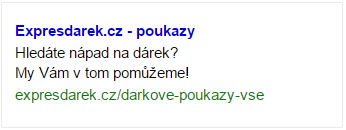 Expresdarek.cz - poukazy
Hledáte nápad na dárek?
My Vám v tom pomůžeme!
expresdarek.cz/darkove-poukazy-vse